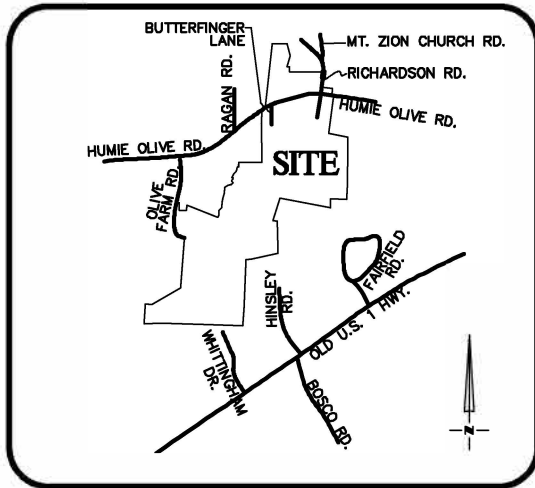 BUTTERFINGER
LANE
MT. ZION CHURCH RD.
RICHARDSON RD.
RAGAN RD.
HUMIE OLIVE RD.
HUMIE OLIVE RD.
SITE
OLIVE
FARM RD.
FAIRFIELD
RD.
HINSLEY
RD.
OLD U.S. 1 HWY.
WHITTINGHAM
DR.
BOSCO RD.
N